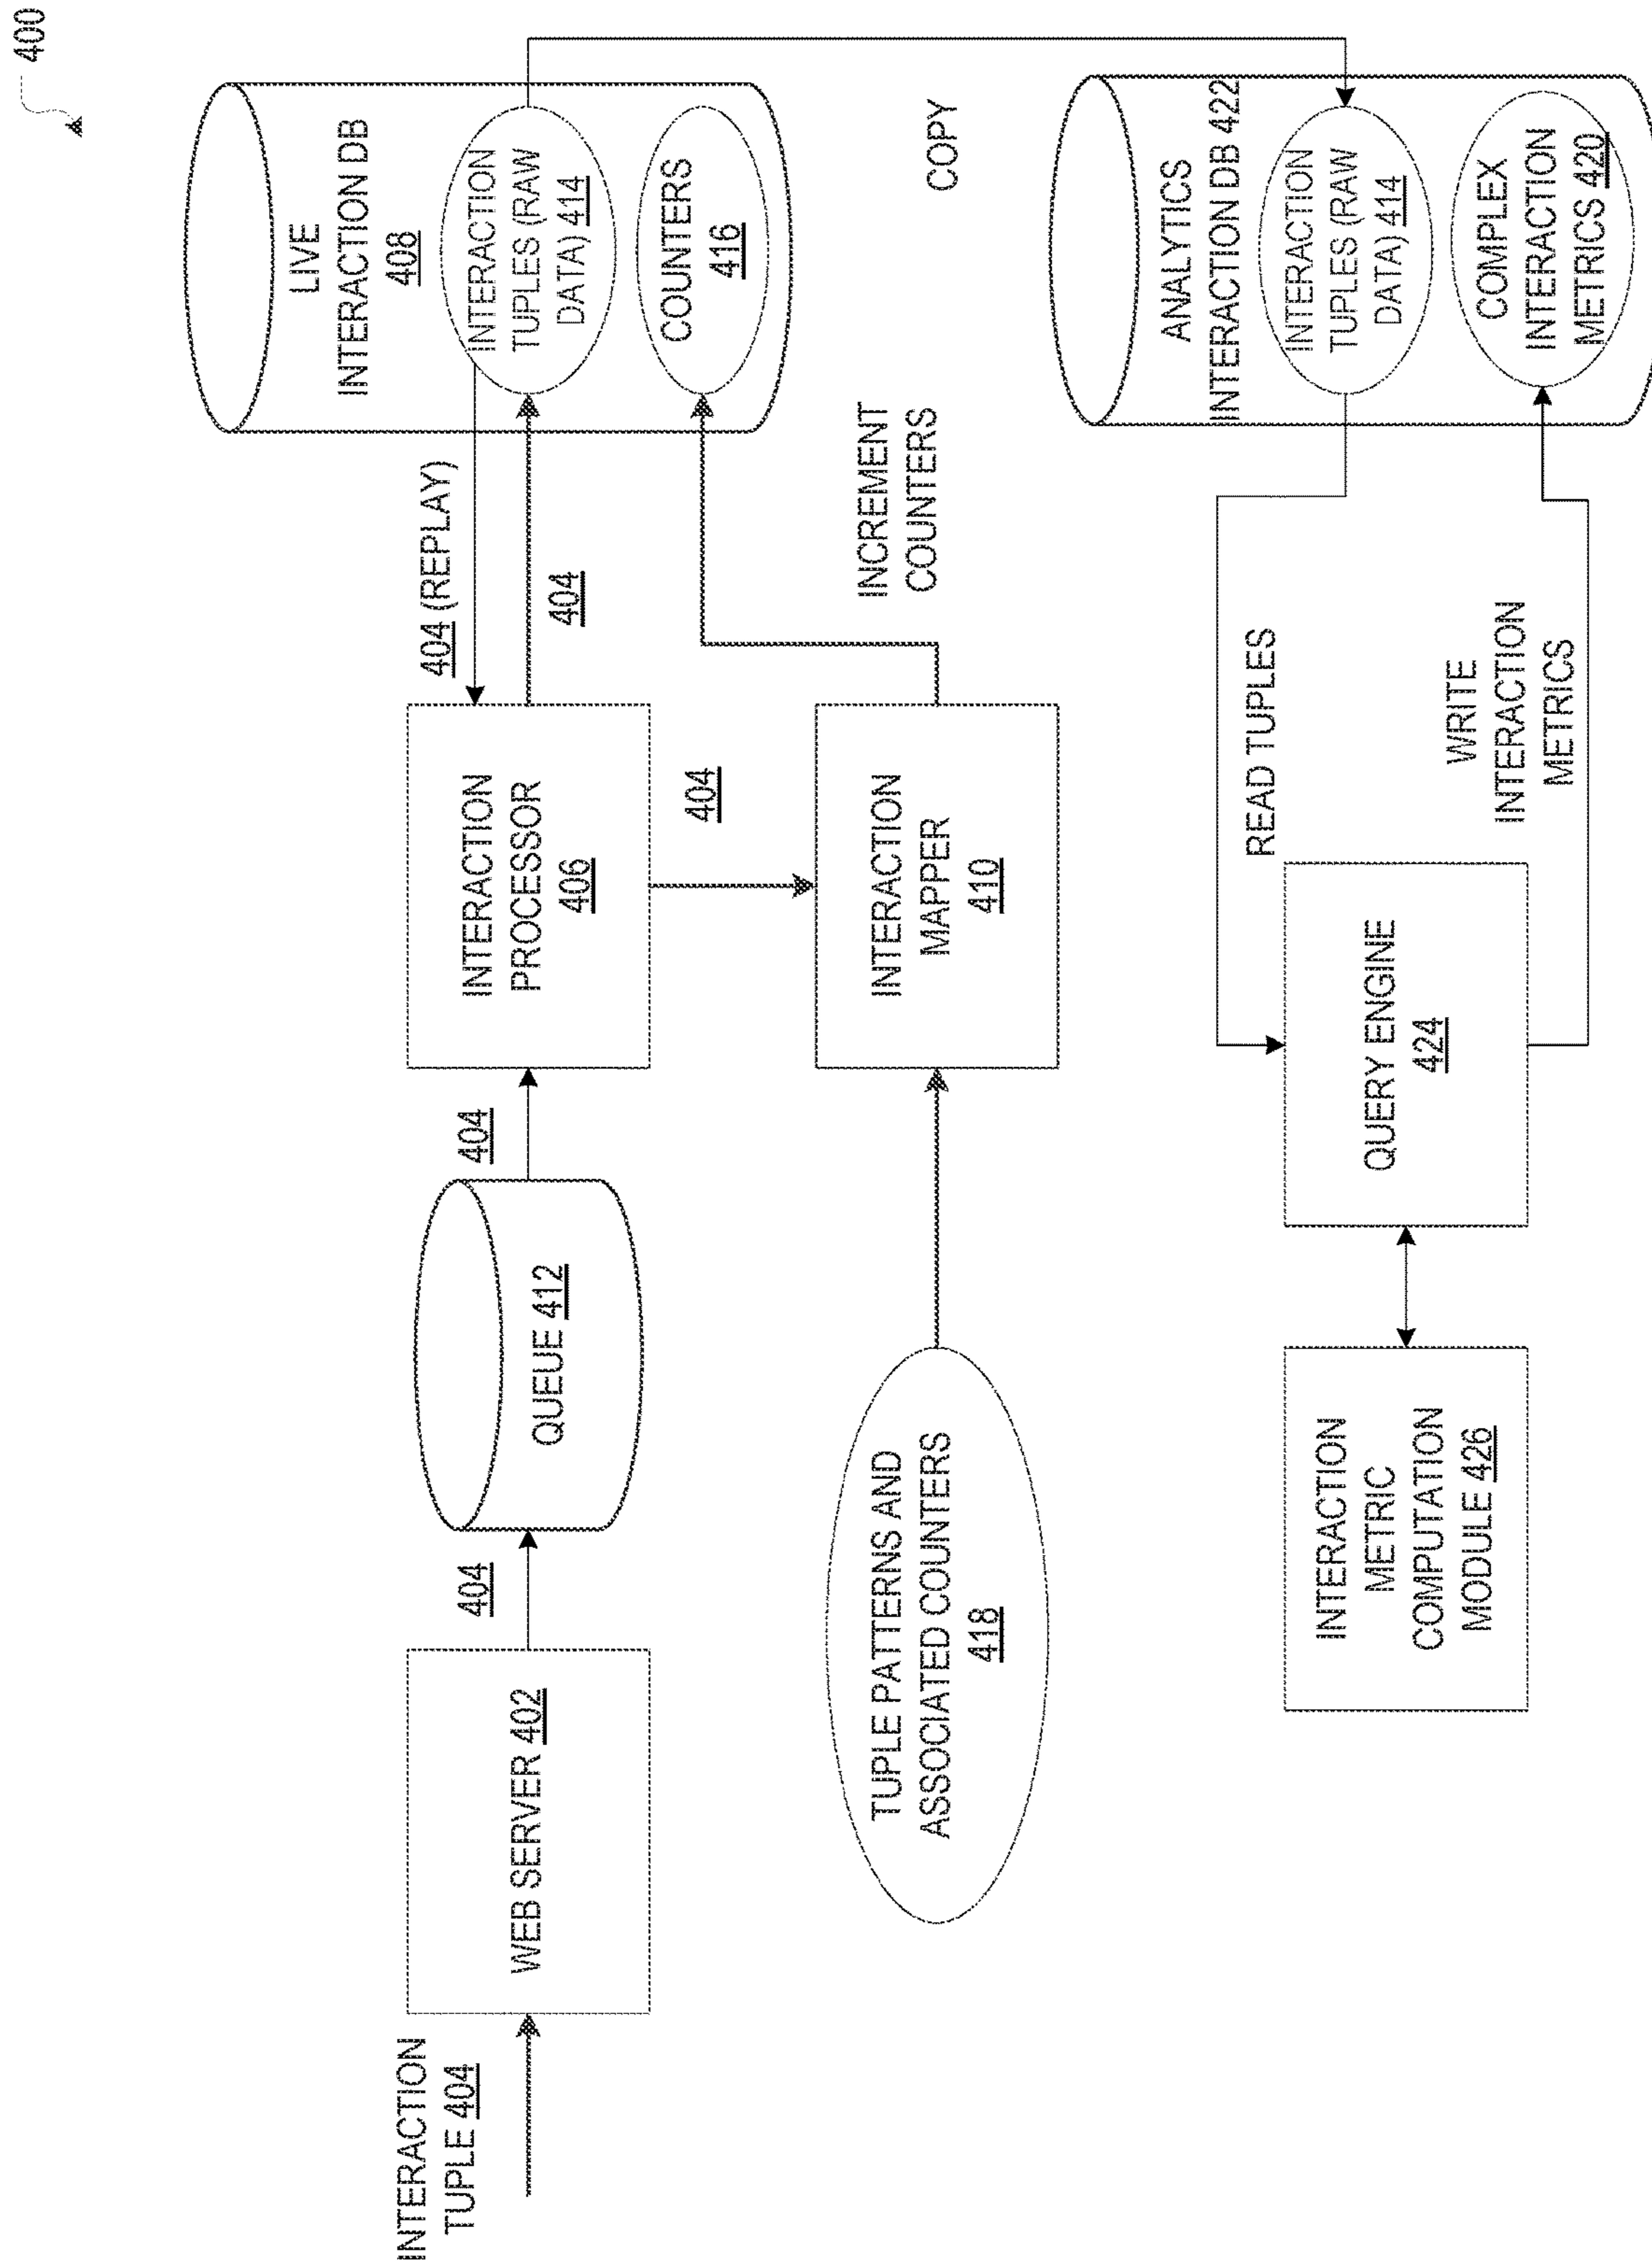 400
INTERACTION
TUPLE 404
WEB SERVER 402
404
QUEUE 412
404
INTERACTION
PROCESSOR
406
404 (REPLAY)
404
LIVE
INTERACTION DB
408
INTERACTION
TUPLES (RAW
DATA) 414
COUNTERS
416
404
TUPLE PATTERNS AND
ASSOCIATED COUNTERS
418
INTERACTION
MAPPER
410
INCREMENT
COUNTERS
COPY
INTERACTION
METRIC
COMPUTATION
MODULE 426
QUERY ENGINE
424
READ TUPLES
WRITE
INTERACTION
METRICS
ANALYTICS
INTERACTION DB 422
INTERACTION
TUPLES (RAW
DATA) 414
COMPLEX
INTERACTION
METRICS 420